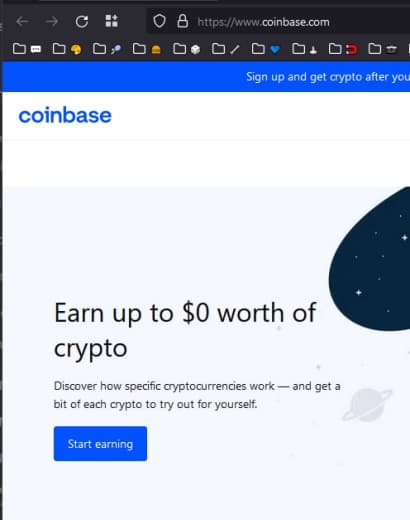 https://www.coinbase.com
Sign up and get crypto after you
coinbase
Earn up to $0 worth of
crypto
Discover how specific cryptocurrencies work — and get a
bit of each crypto to try out for yourself.
Start earning